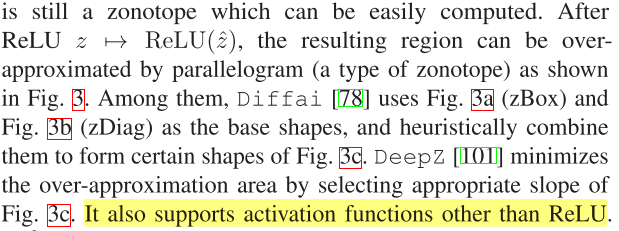 is still a zonotope which can be easily computed. After
ReLU z ↦ ReLU(ẑ), the resulting region can be over-
approximated by parallelogram (a type of zonotope) as shown
in Fig. 3. Among them, Diffai [78] uses Fig. 3a (zBox) and
Fig. 3b (zDiag) as the base shapes, and heuristically combine
them to form certain shapes of Fig. 3c. DeepZ [101] minimizes
the over-approximation area by selecting appropriate slope of
Fig. 3c. It also supports activation functions other than ReLU.